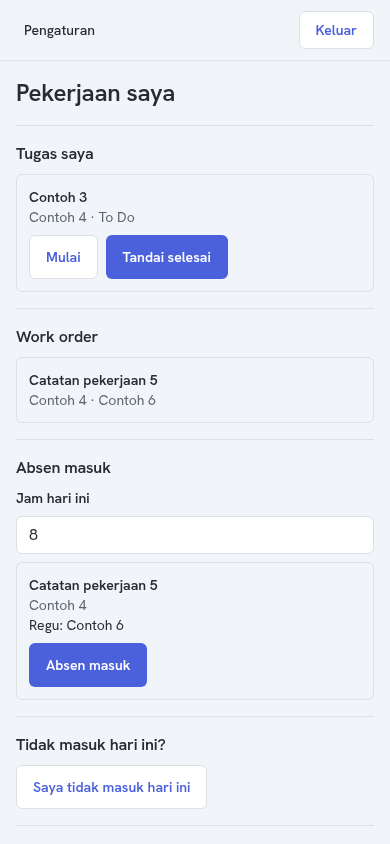 Pengaturan
Keluar
Pekerjaan saya
Tugas saya
Contoh 3
Contoh 4 · To Do
Mulai
Tandai selesai
Work order
Catatan pekerjaan 5
Contoh 4 · Contoh 6
Absen masuk
Jam hari ini
8
Catatan pekerjaan 5
Contoh 4
Regu: Contoh 6
Absen masuk
Tidak masuk hari ini?
Saya tidak masuk hari ini